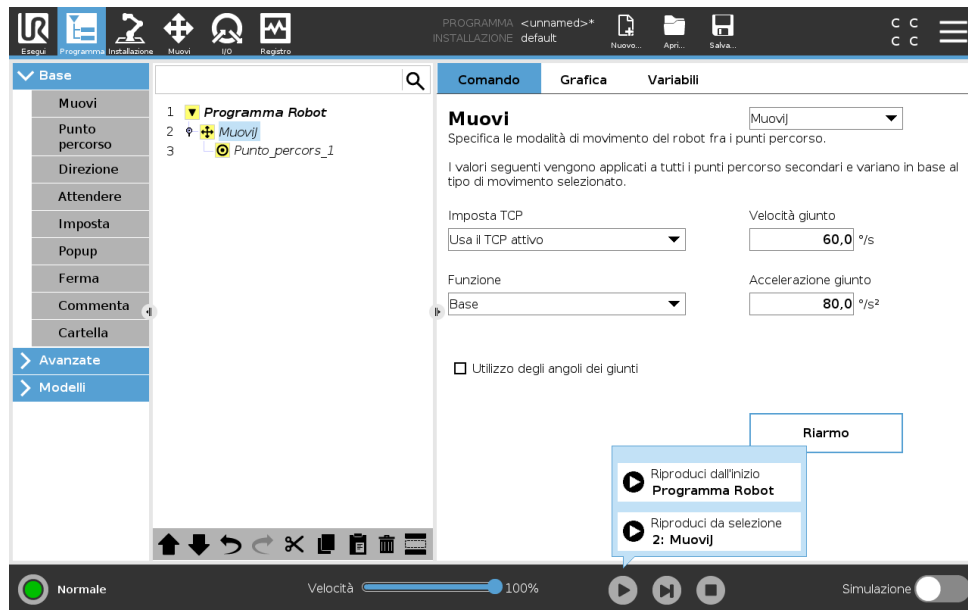 UR
PROGRAMMA <unnamed>*
INSTALLAZIONE default
Esegui
Programma
Installazione
Muovi
I/O
Registro
Nuovo...
Apri...
Salva...
C C
C C
Base
Muovi
Punto
percorso
Direzione
Attendere
Imposta
Popup
Ferma
Commenta
Cartella
Avanzate
Modelli
1 Programma Robot
2 MuoviJ
3 Punto_percors_1
Comando
Grafica
Variabili
Muovi
MuoviJ
Specifica le modalità di movimento del robot fra i punti percorso.
I valori seguenti vengono applicati a tutti i punti percorso secondari e variano in base al
tipo di movimento selezionato.
Imposta TCP
Velocità giunto
Usa il TCP attivo
60,0 °/s
Funzione
Accelerazione giunto
Base
80,0 °/s²
Utilizzo degli angoli dei giunti
Riarmo
Riproduci dall'inizio
Programma Robot
Riproduci da selezione
2: MuoviJ
Normale
Velocità
100%
Simulazione